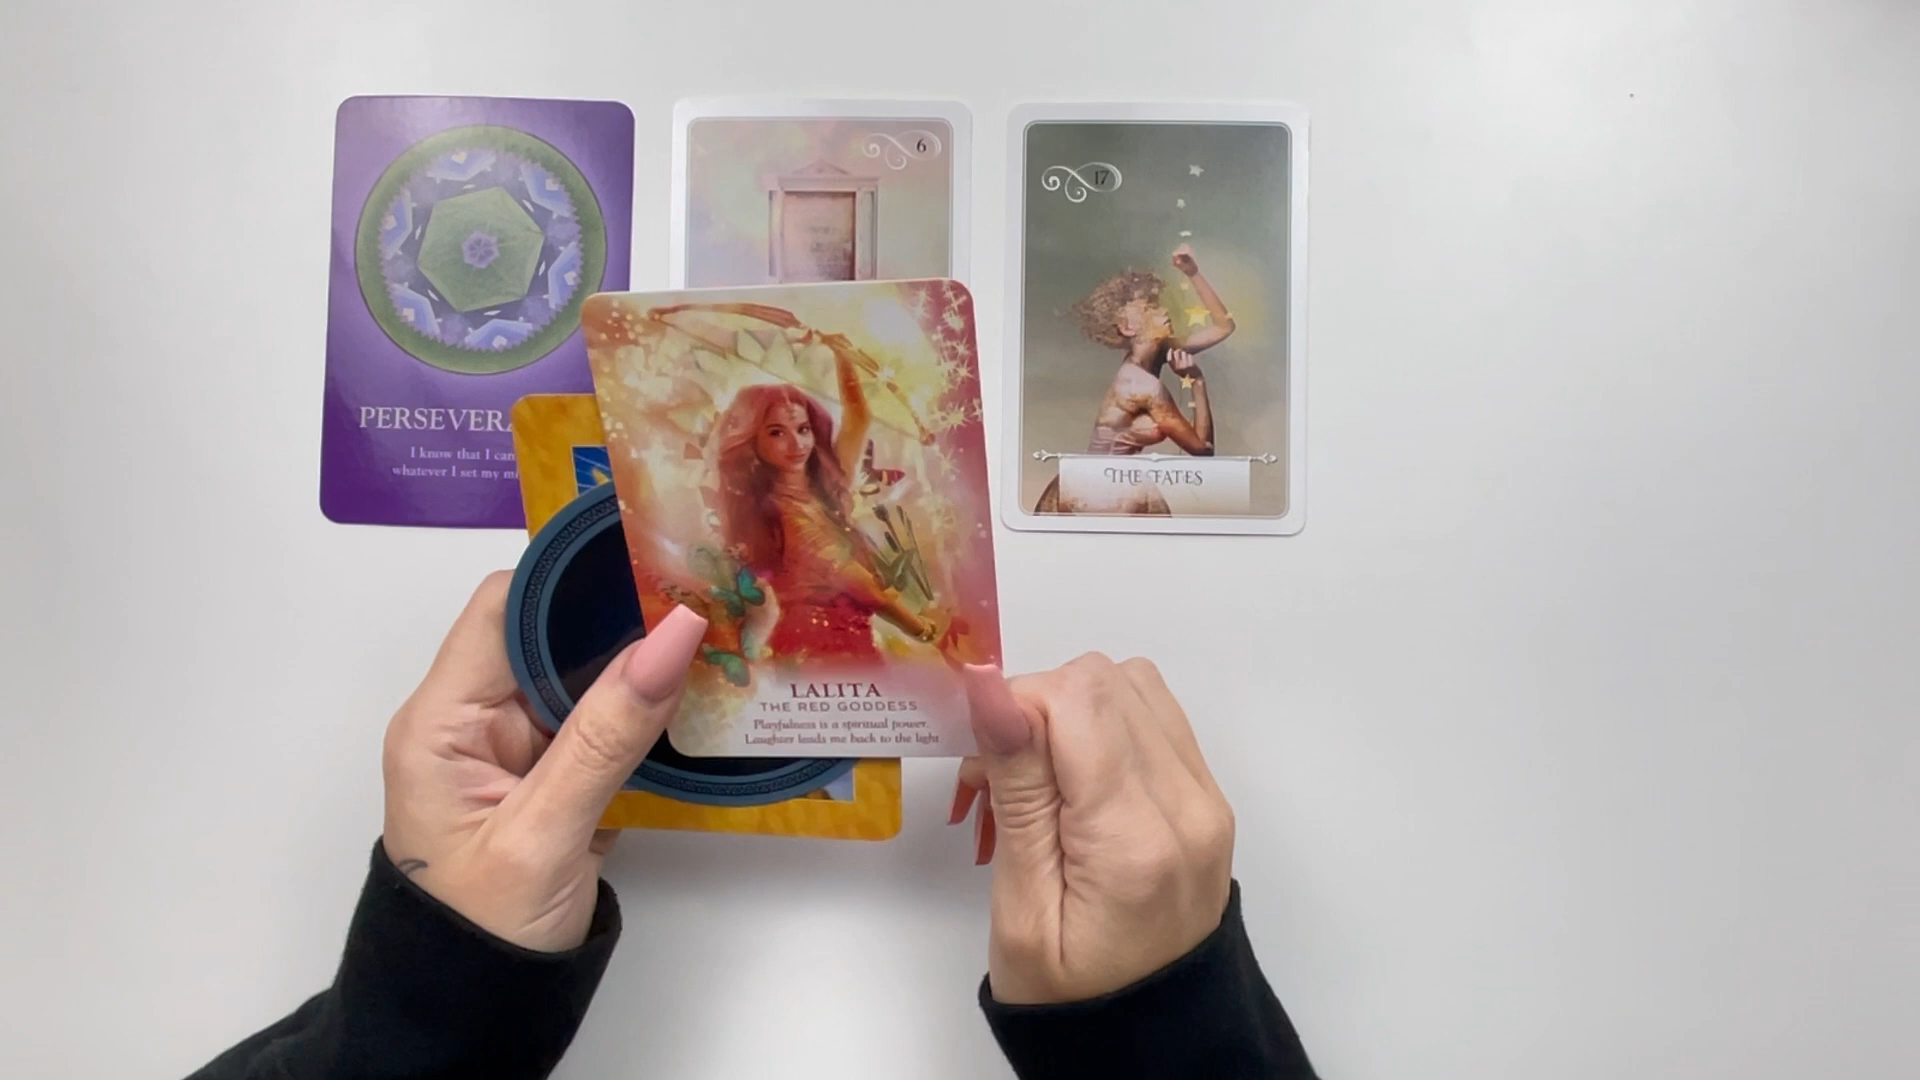 6
17
PERSEVERA
I know that I can
whatever I set my mi
THE FATES
LALITA
THE RED GODDESS
Playfulness is a spiritual power.
Laughter leads me back to the light.